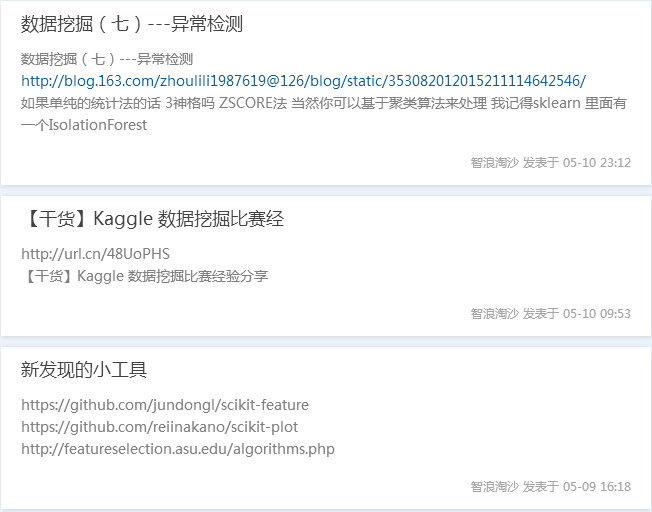 数据挖掘（七）---异常检测
数据挖掘（七）---异常检测
http://blog.163.com/zhoulili1987619@126/blog/static/353082012015211114642546/
如果单纯的统计法的话 3神格吗 ZSCORE法 当然你可以基于聚类算法来处理 我记得sklearn 里面有
一个IsolationForest
智浪淘沙 发表于 05-10 23:12
【干货】Kaggle 数据挖掘比赛经
http://url.cn/48UoPHS
【干货】Kaggle 数据挖掘比赛经验分享
智浪淘沙 发表于 05-10 09:53
新发现的小工具
https://github.com/jundongl/scikit-feature
https://github.com/reiinakano/scikit-plot
http://featureselection.asu.edu/algorithms.php
智浪淘沙 发表于 05-09 16:18